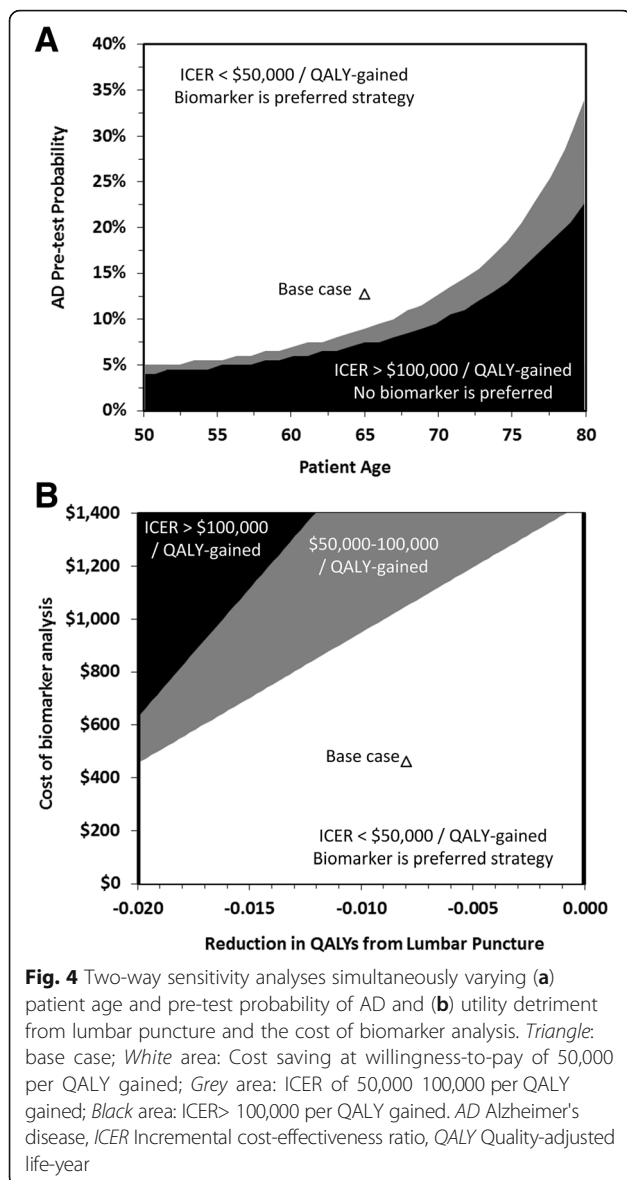 A
40%
35%
30%
25%
20%
15%
10%
5%
0%
AD Pre-test Probability
ICER < $50,000 / QALY-gained
Biomarker is preferred strategy
Base case
ICER > $100,000 / QALY-gained
No biomarker is preferred
50 55 60 65 70 75 80
Patient Age
B
$1,400
$1,200
$1,000
$800
$600
$400
$200
$0
Cost of biomarker analysis
ICER > $100,000
/ QALY-gained
$50,000-100,000
/ QALY-gained
Base case
ICER < $50,000 / QALY-gained
Biomarker is preferred strategy
-0.020 -0.015 -0.010 -0.005 0.000
Reduction in QALYs from Lumbar Puncture
Fig. 4 Two-way sensitivity analyses simultaneously varying (a)
patient age and pre-test probability of AD and (b) utility detriment
from lumbar puncture and the cost of biomarker analysis. Triangle:
base case; White area: Cost saving at willingness-to-pay of 50,000
per QALY gained; Grey area: ICER of 50,000 100,000 per QALY
gained; Black area: ICER> 100,000 per QALY gained. AD Alzheimer's
disease, ICER Incremental cost-effectiveness ratio, QALY Quality-adjusted
life-year